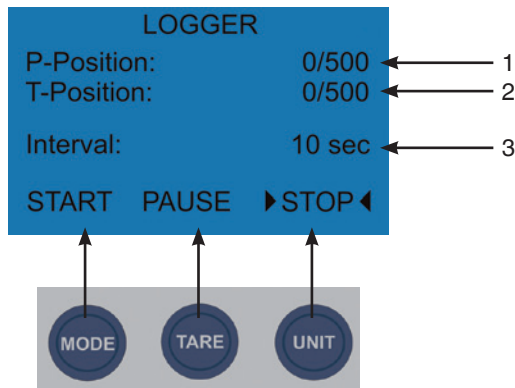 LOGGER
P-Position: 0/500 1
T-Position: 0/500 2
Interval: 10 sec 3
START PAUSE STOP
MODE TARE UNIT